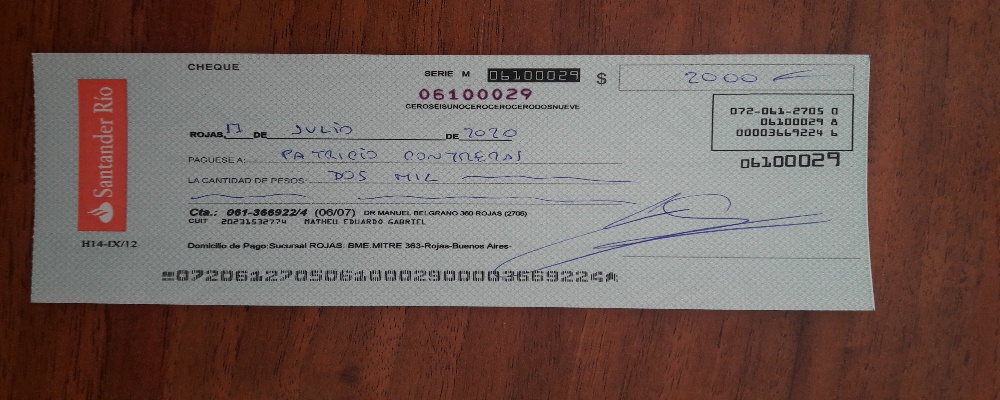 CHEQUE
SERIE M 06100029 $ 2000
06100029
CEROSEISUNOCEROCEROCERODOSNUEVE
072-061-2705 0
06100029 8
00003669224 6
06100029
Santander Río
ROJAS, 17 DE JULIO DE 2020
PAGUESE A: PATRICIO CONTRERAS
LA CANTIDAD DE PESOS: DOS MIL
Cta.: 061-366922/4 (06/07) DR MANUEL BELGRANO 360 ROJAS (2705)
CUIT 20231532774 MATHEU EDUARDO GABRIEL
H14-IX/12
Domicilio de Pago:Sucursal ROJAS. BME.MITRE 363-Rojas-Buenos Aires-
07206127050610002900003669224